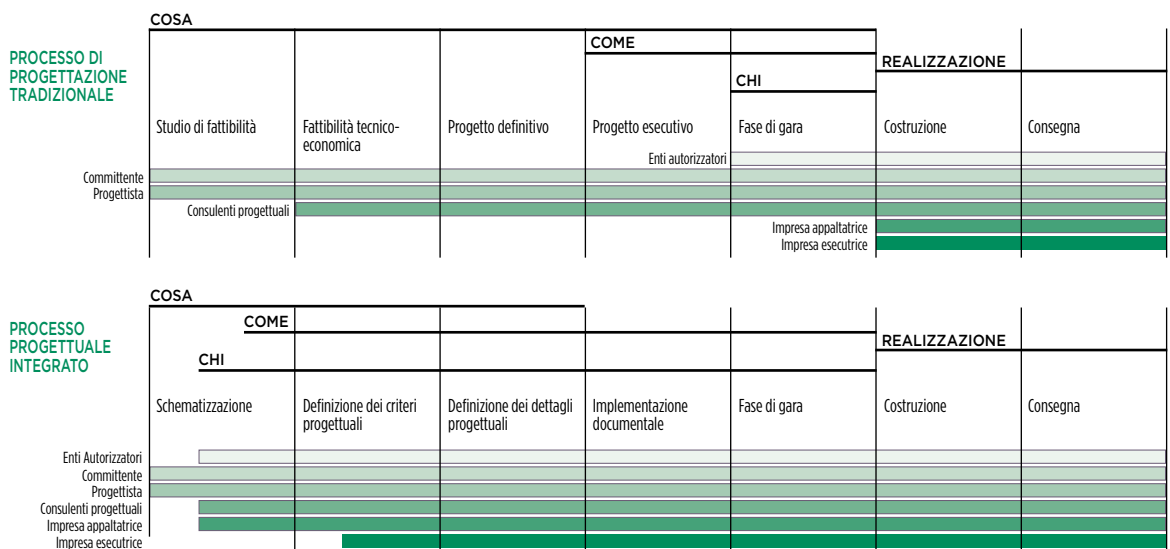 COSA
PROCESSO DI
PROGETTAZIONE
TRADIZIONALE
COME
REALIZZAZIONE
CHI
Studio di fattibilità
Fattibilità tecnico-
economica
Progetto definitivo
Progetto esecutivo
Fase di gara
Costruzione
Consegna
Enti autorizzatori
Committente
Progettista
Consulenti progettuali
Impresa appaltatrice
Impresa esecutrice
COSA
PROCESSO
PROGETTUALE
INTEGRATO
COME
REALIZZAZIONE
CHI
Schematizzazione
Definizione dei criteri
progettuali
Definizione dei dettagli
progettuali
Implementazione
documentale
Fase di gara
Costruzione
Consegna
Enti Autorizzatori
Committente
Progettista
Consulenti progettuali
Impresa appaltatrice
Impresa esecutrice